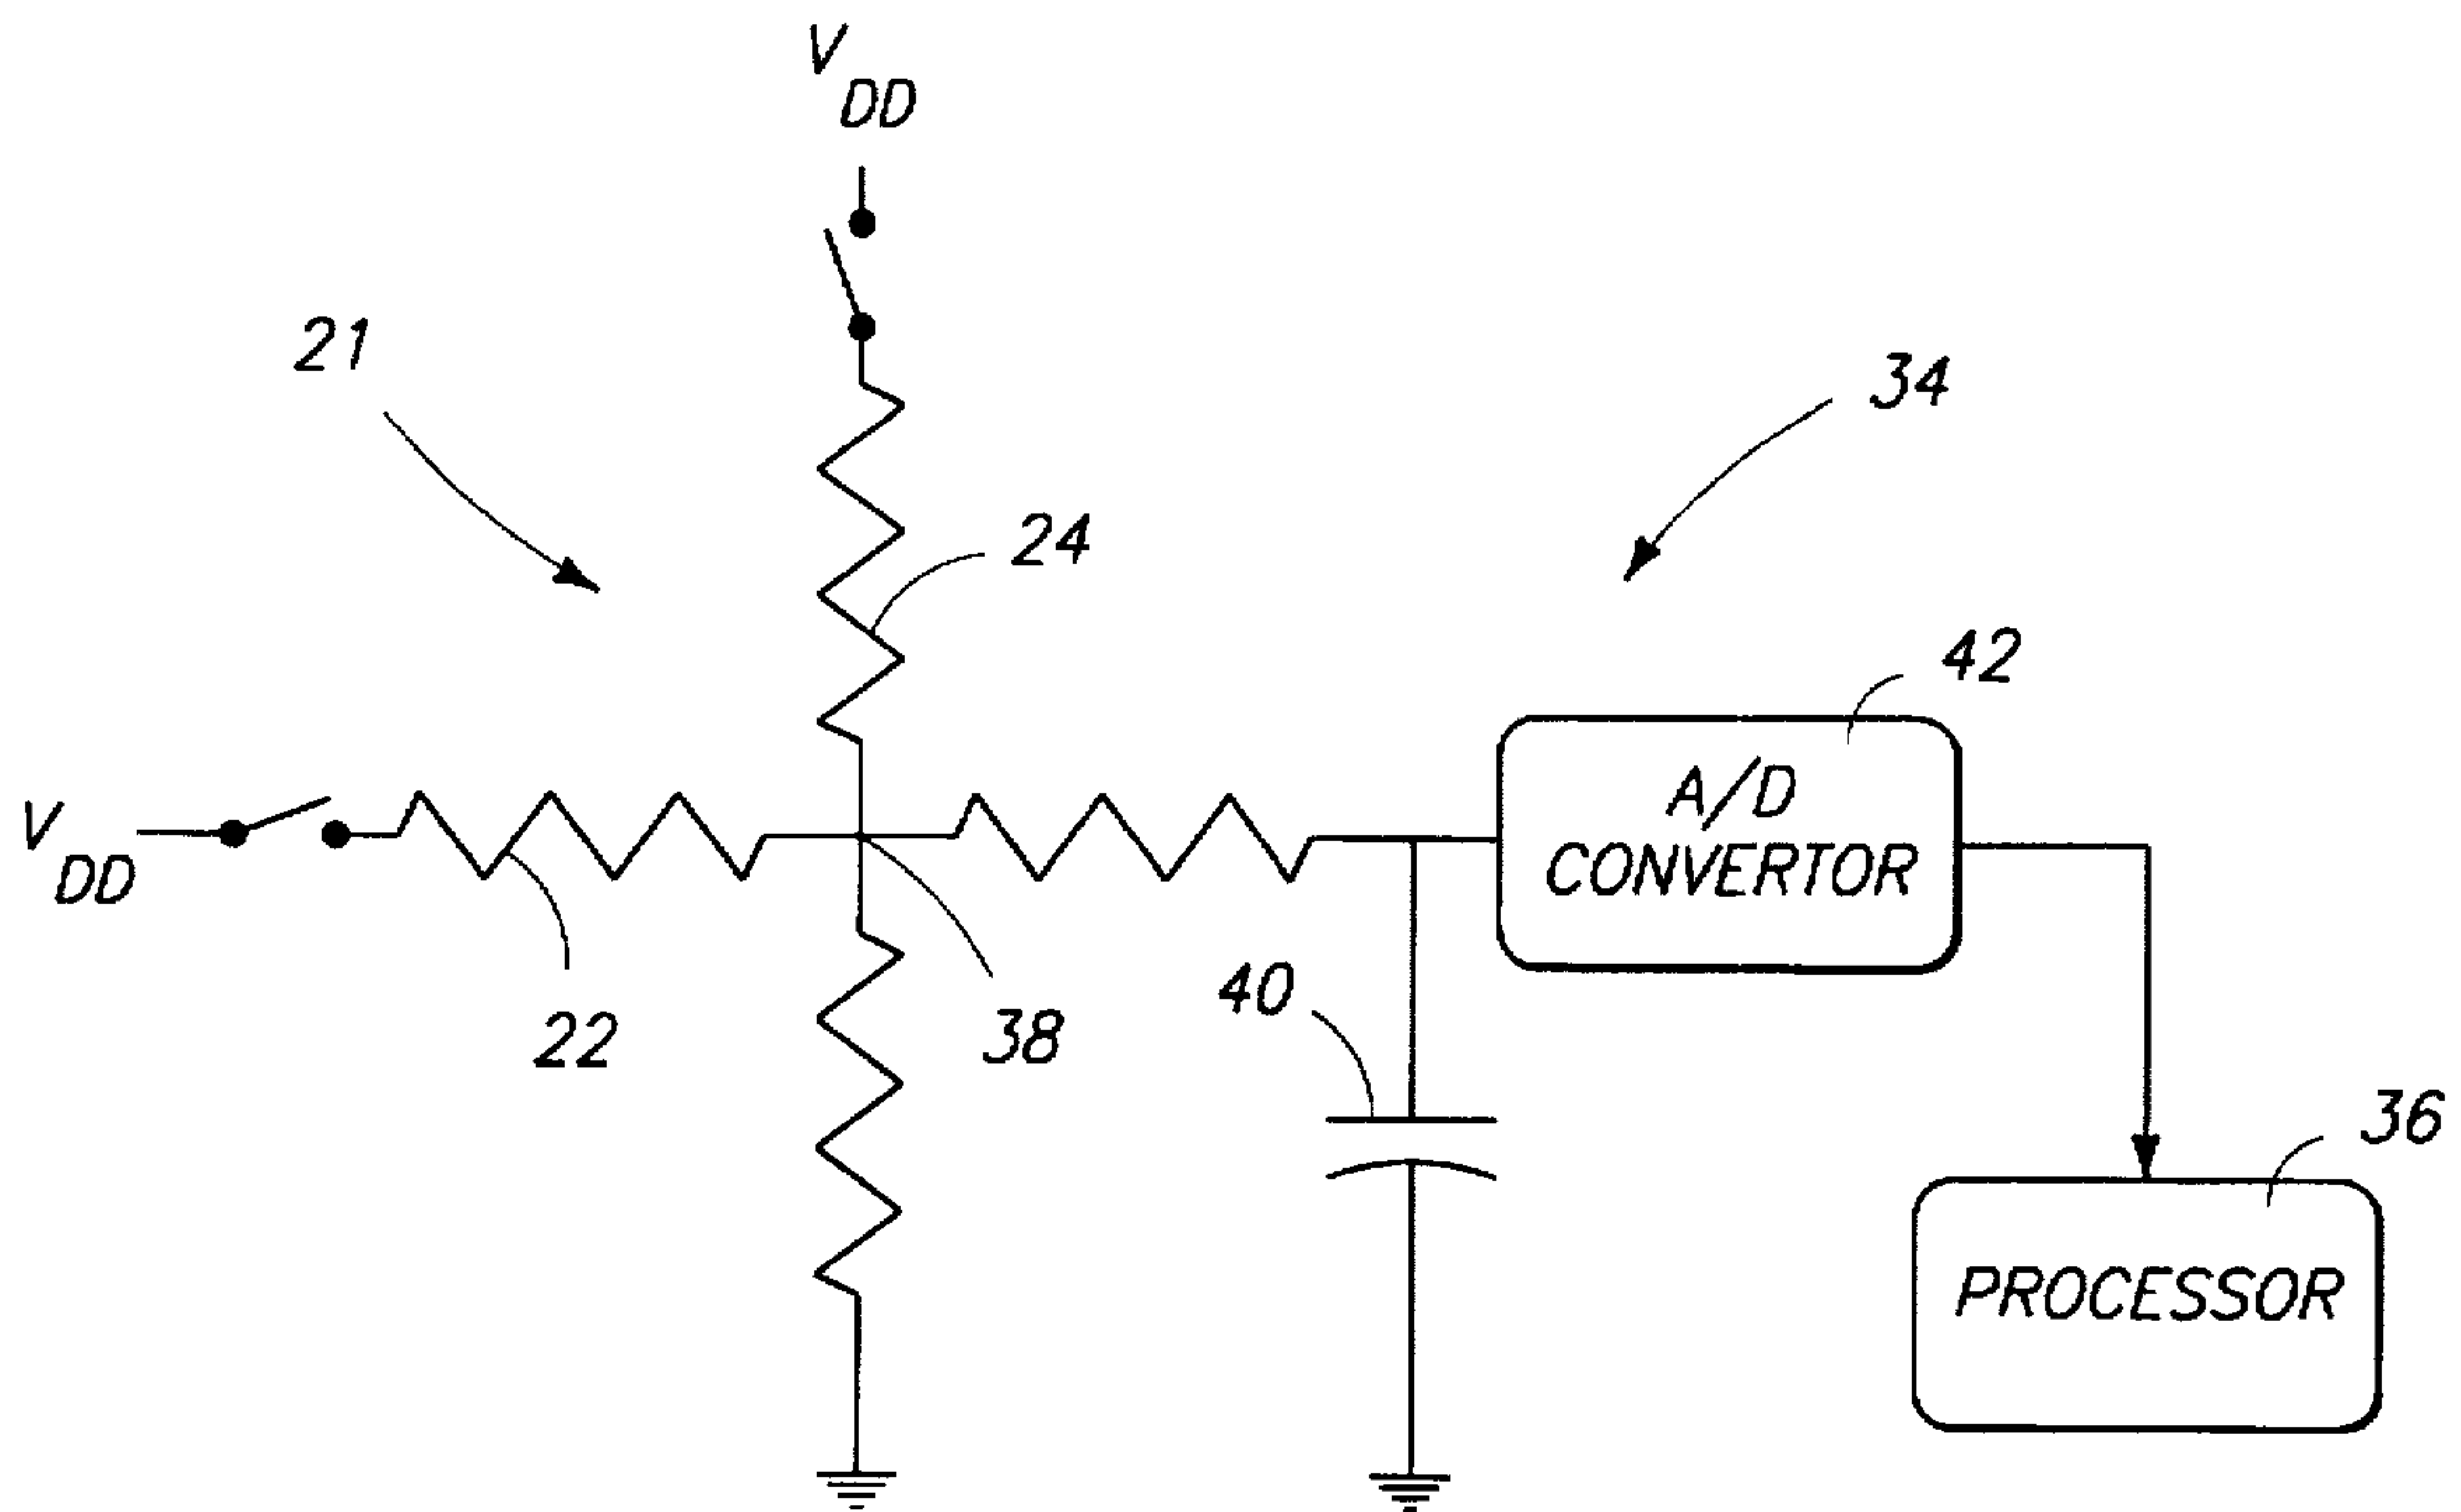 V
DD
21
34
24
42
A/D
CONVERTOR
V
DD
22
38
40
36
PROCESSOR